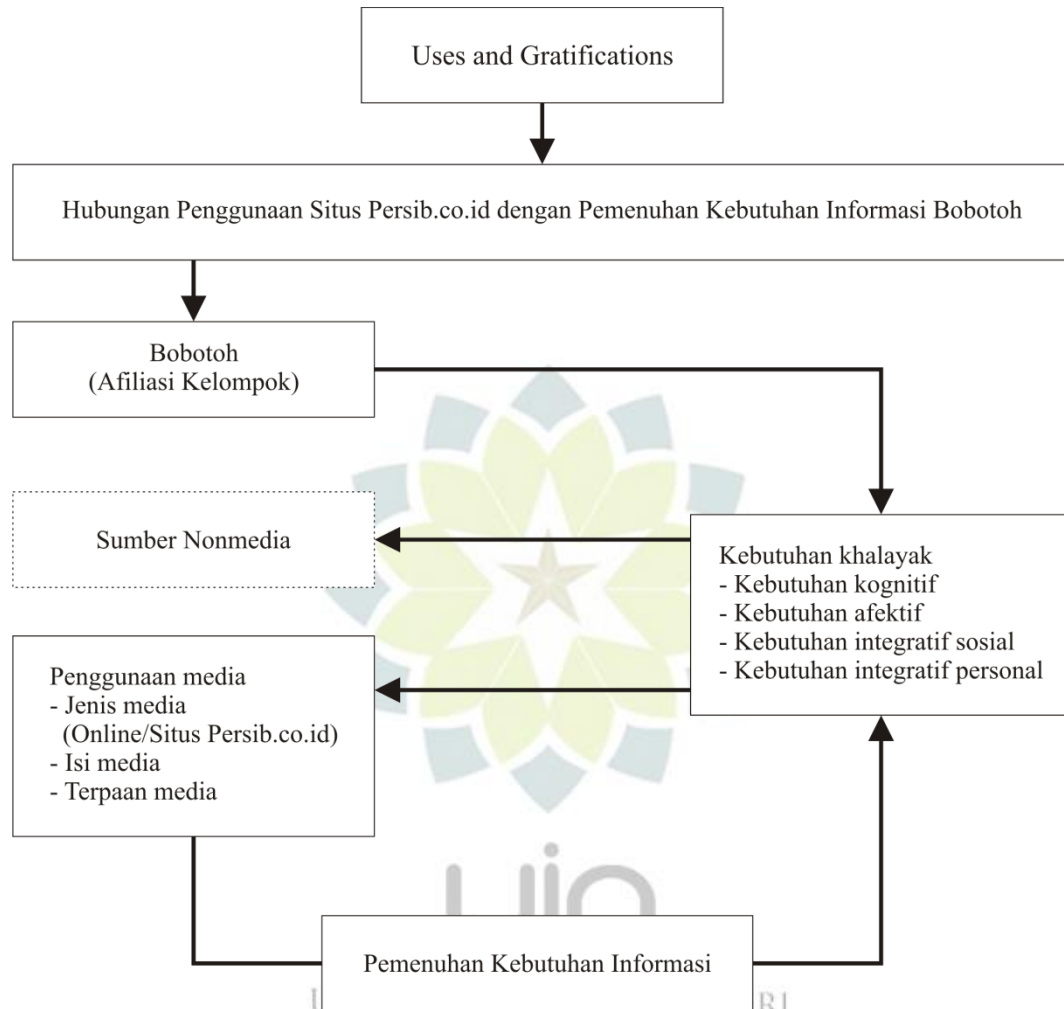 Uses and Gratifications
Hubungan Penggunaan Situs Persib.co.id dengan Pemenuhan Kebutuhan Informasi Bobotoh
Bobotoh
(Afiliasi Kelompok)
Sumber Nonmedia
Kebutuhan khalayak
- Kebutuhan kognitif
- Kebutuhan afektif
- Kebutuhan integratif sosial
- Kebutuhan integratif personal
Penggunaan media
- Jenis media
(Online/Situs Persib.co.id)
- Isi media
- Terpaan media
uin
Pemenuhan Kebutuhan Informasi